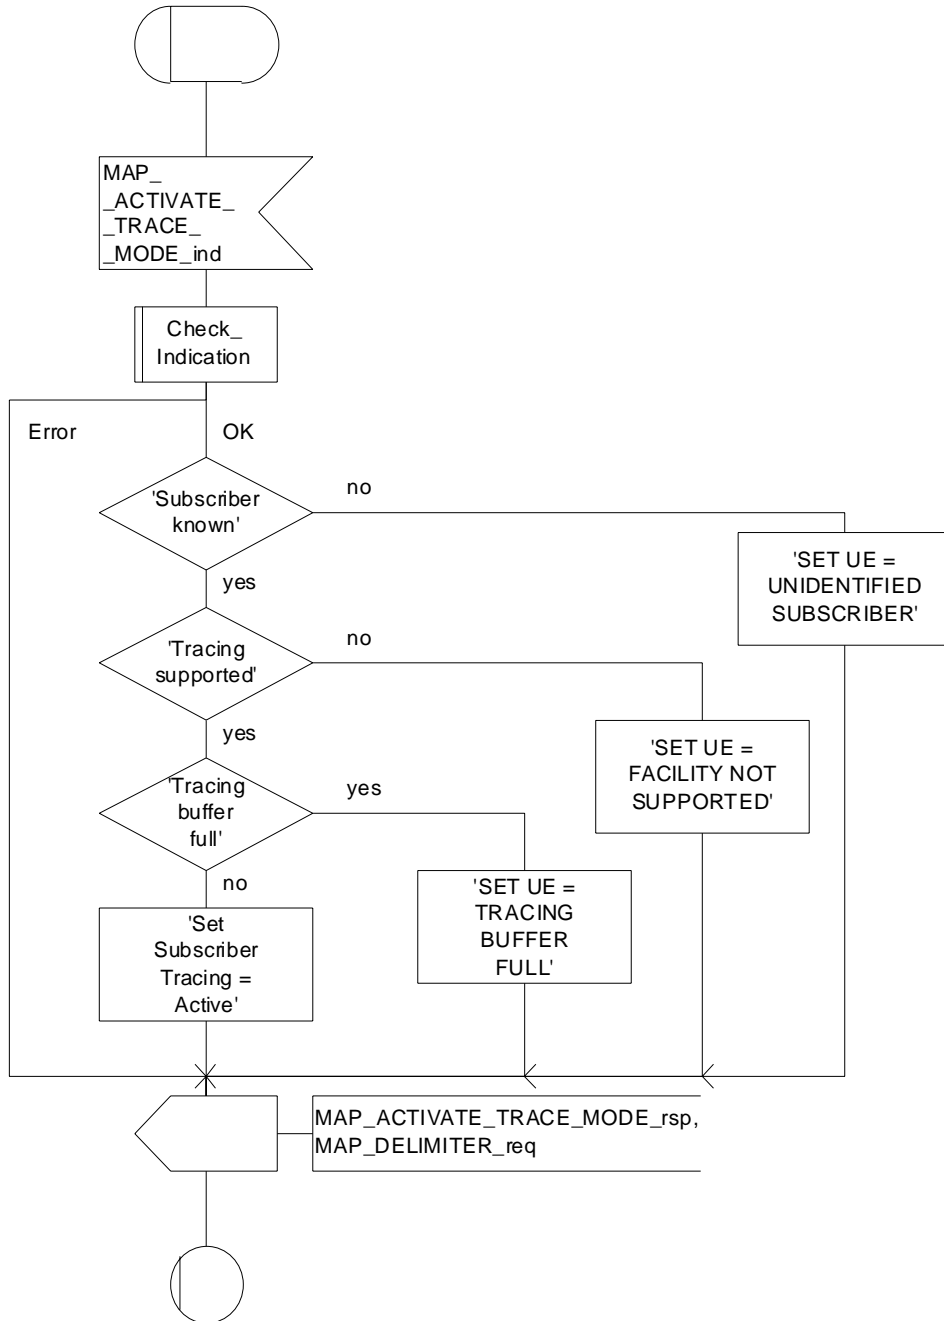 MAP_
_ACTIVATE_
_TRACE_
_MODE_ind
Check_
Indication
Error
OK
'Subscriber
known'
no
'SET UE =
UNIDENTIFIED
SUBSCRIBER'
yes
'Tracing
supported'
no
'SET UE =
FACILITY NOT
SUPPORTED'
yes
'Tracing
buffer
full'
yes
'SET UE =
TRACING
BUFFER
FULL'
no
'Set
Subscriber
Tracing =
Active'
MAP_ACTIVATE_TRACE_MODE_rsp,
MAP_DELIMITER_req